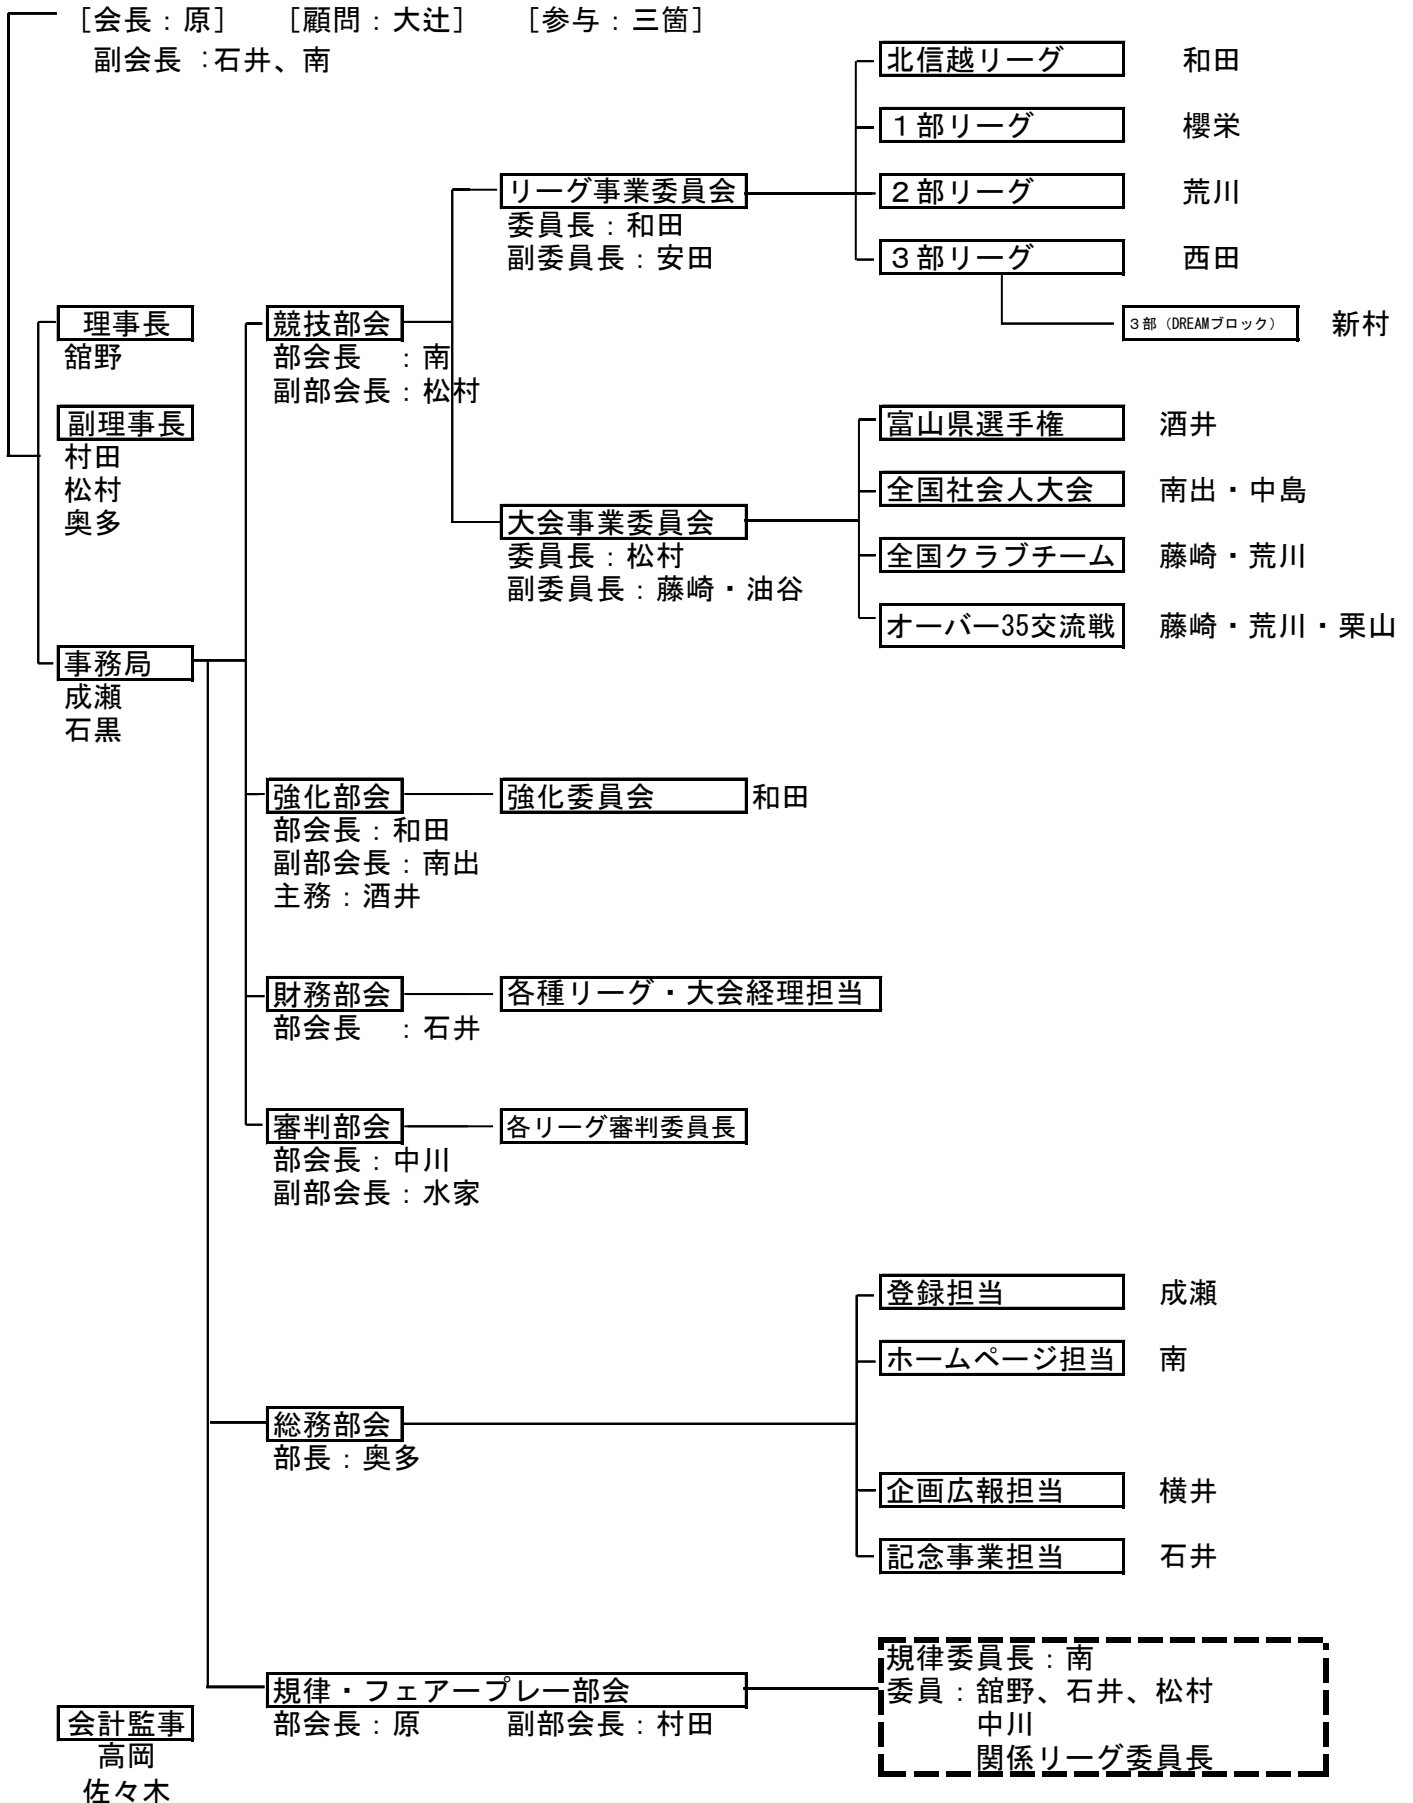 ［会長：原］　［顧問：大辻］　［参与：三箇］
副会長：石井、南
理事長
舘野
副理事長
村田
松村
奥多
事務局
成瀬
石黒
競技部会
部会長　：南
副部会長：松村
リーグ事業委員会
委員長：和田
副委員長：安田
北信越リーグ　和田
１部リーグ　櫻栄
２部リーグ　荒川
３部リーグ　西田
３部（DREAMブロック）　新村
大会事業委員会
委員長：松村
副委員長：藤崎・油谷
富山県選手権　酒井
全国社会人大会　南出・中島
全国クラブチーム　藤崎・荒川
オーバー35交流戦　藤崎・荒川・栗山
強化部会
部会長：和田
副部会長：南出
主務：酒井
強化委員会　和田
財務部会
部会長　：石井
各種リーグ・大会経理担当
審判部会
部会長：中川
副部会長：水家
各リーグ審判委員長
総務部会
部長：奥多
登録担当　成瀬
ホームページ担当　南
企画広報担当　横井
記念事業担当　石井
規律・フェアープレー部会
部会長：原　副部会長：村田
規律委員長：南
委員：舘野、石井、松村
中川
関係リーグ委員長
会計監事
高岡
佐々木